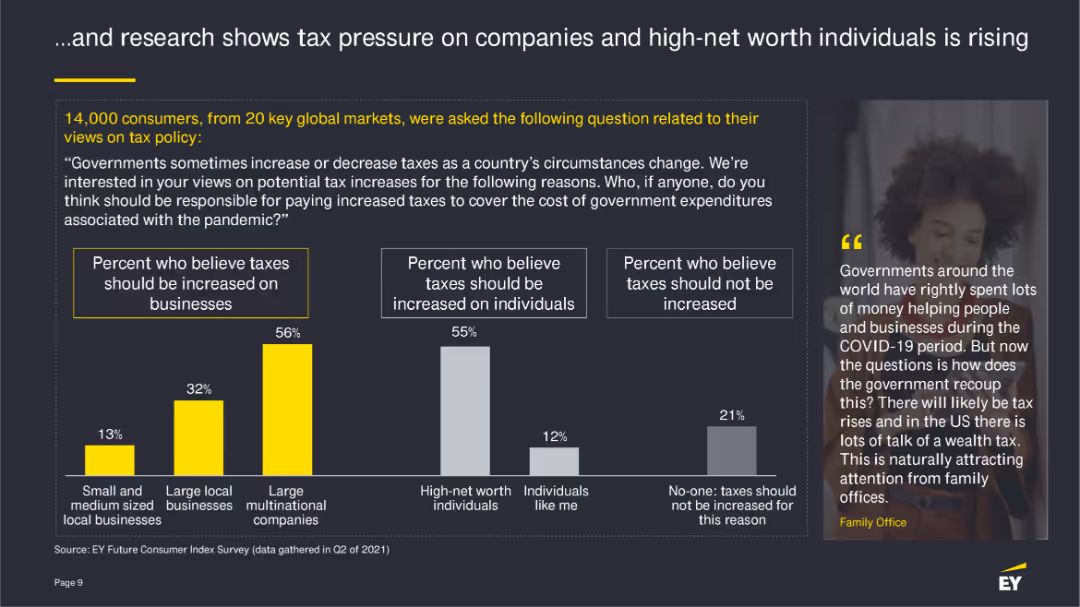 ...and research shows tax pressure on companies and high-net worth individuals is rising
14,000 consumers, from 20 key global markets, were asked the following question related to their
views on tax policy:
“Governments sometimes increase or decrease taxes as a country’s circumstances change. We’re
interested in your views on potential tax increases for the following reasons. Who, if anyone, do you
think should be responsible for paying increased taxes to cover the cost of government expenditures
associated with the pandemic?”
Percent who believe taxes
should be increased on
businesses
56%
32%
13%
Small and
medium sized
local businesses
Large local
businesses
Large
multinational
companies
Percent who believe
taxes should be
increased on individuals
55%
12%
High-net worth
individuals
Individuals
like me
Percent who believe
taxes should not be
increased
21%
No-one: taxes should
not be increased for
this reason
“
Governments around the
world have rightly spent lots
of money helping people
and businesses during the
COVID-19 period. But now
the questions is how does
the government recoup
this? There will likely be tax
rises and in the US there is
lots of talk of a wealth tax.
This is naturally attracting
attention from family
offices.
Family Office
Source: EY Future Consumer Index Survey (data gathered in Q2 of 2021)
Page 9
EY